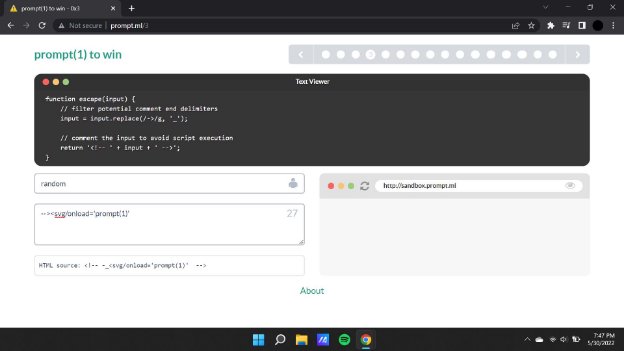 prompt(1) to win - 0x3
Not secure | prompt.ml/3
prompt(1) to win
Text Viewer
function escape(input) {
// filter potential comment end delimiters
input = input.replace(/->/g, '_');
// comment the input to avoid script execution
return '<!-- ' + input + ' -->';
}
random
http://sandbox.prompt.ml
--><svg/onload='prompt(1)'
27
HTML source: <!-- -_<svg/onload='prompt(1)' -->
About
7:47 PM
5/30/2022